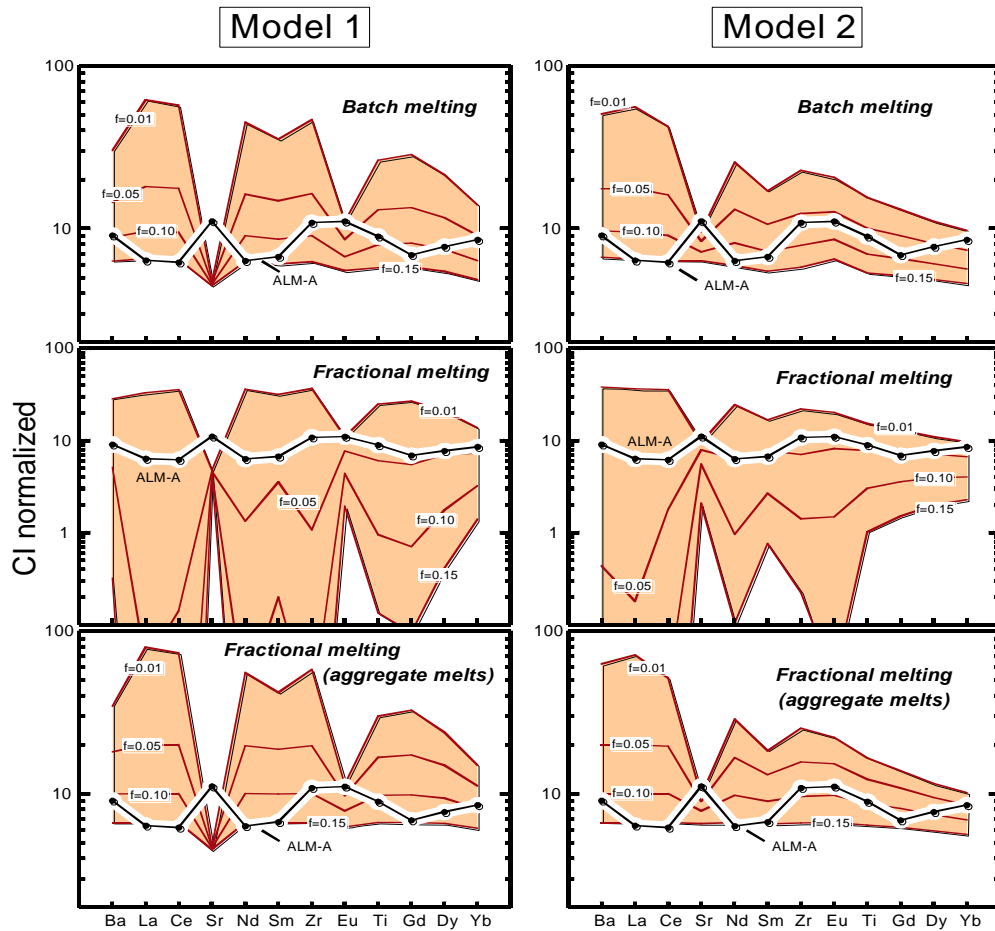 Model 1
Model 2
CI normalized
100
10
Batch melting
f=0.01
f=0.05
f=0.10
f=0.15
ALM-A
100
10
Batch melting
f=0.01
f=0.05
f=0.10
f=0.15
ALM-A
100
10
1
Fractional melting
f=0.01
ALM-A
f=0.05
f=0.10
f=0.15
100
10
1
Fractional melting
f=0.01
ALM-A
f=0.10
f=0.15
f=0.05
100
10
Fractional melting
(aggregate melts)
f=0.01
f=0.05
f=0.10
f=0.15
ALM-A
Ba La Ce Sr Nd Sm Zr Eu Ti Gd Dy Yb
100
10
Fractional melting
(aggregate melts)
f=0.01
f=0.05
f=0.10
f=0.15
ALM-A
Ba La Ce Sr Nd Sm Zr Eu Ti Gd Dy Yb